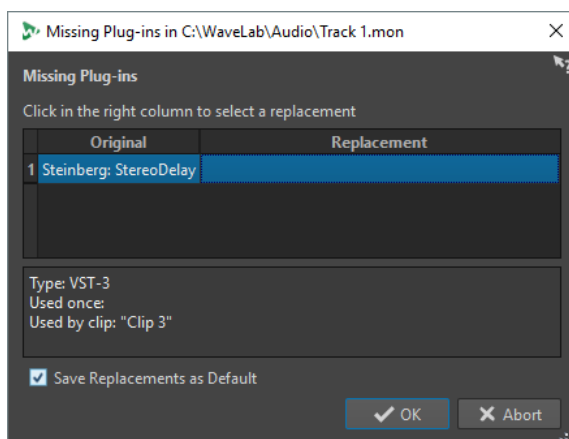 Missing Plug-ins in C:\WaveLab\Audio\Track 1.mon
Missing Plug-ins
Click in the right column to select a replacement
Original Replacement
1 Steinberg: StereoDelay
Type: VST-3
Used once:
Used by clip: "Clip 3"
Save Replacements as Default
OK Abort